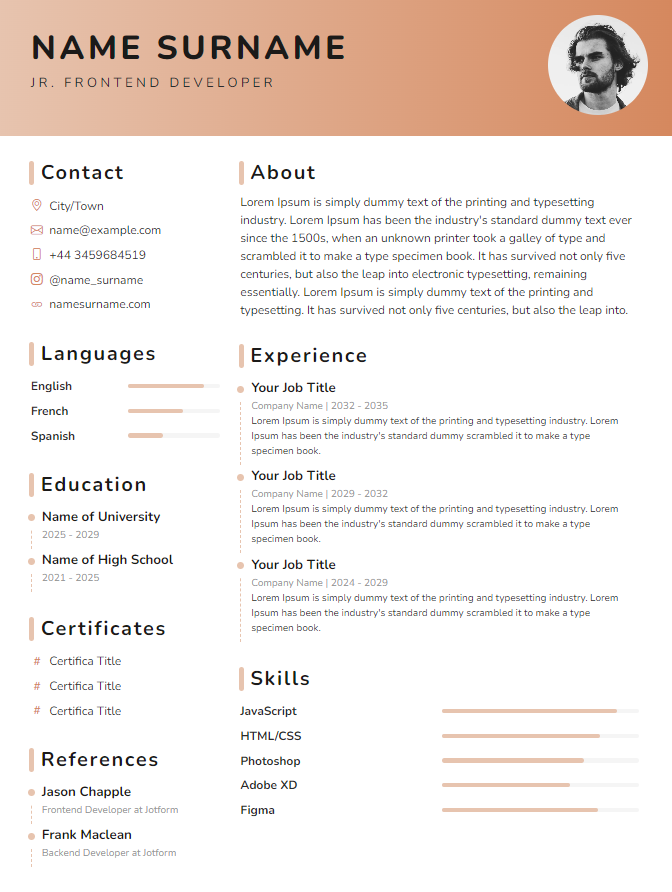 NAME SURNAME
JR. FRONTEND DEVELOPER
Contact
City/Town
name@example.com
+44 3459684519
@name_surname
namesurname.com
Languages
English
French
Spanish
Education
Name of University
2025 - 2029
Name of High School
2021 - 2025
Certificates
# Certifica Title
# Certifica Title
# Certifica Title
References
Jason Chapple
Frontend Developer at Jotform
Frank Maclean
Backend Developer at Jotform
About
Lorem Ipsum is simply dummy text of the printing and typesetting
industry. Lorem Ipsum has been the industry's standard dummy text ever
since the 1500s, when an unknown printer took a galley of type and
scrambled it to make a type specimen book. It has survived not only five
centuries, but also the leap into electronic typesetting, remaining
essentially. Lorem Ipsum is simply dummy text of the printing and
typesetting. It has survived not only five centuries, but also the leap into.
Experience
Your Job Title
Company Name | 2032 - 2035
Lorem Ipsum is simply dummy text of the printing and typesetting industry. Lorem
Ipsum has been the industry's standard dummy scrambled it to make a type
specimen book.
Your Job Title
Company Name | 2029 - 2032
Lorem Ipsum is simply dummy text of the printing and typesetting industry. Lorem
Ipsum has been the industry's standard dummy scrambled it to make a type
specimen book.
Your Job Title
Company Name | 2024 - 2029
Lorem Ipsum is simply dummy text of the printing and typesetting industry. Lorem
Ipsum has been the industry's standard dummy scrambled it to make a type
specimen book.
Skills
JavaScript
HTML/CSS
Photoshop
Adobe XD
Figma